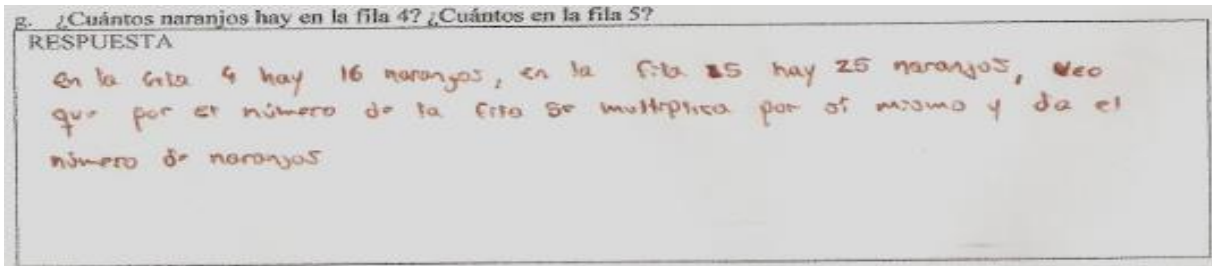 g. ¿Cuántos naranjos hay en la fila 4? ¿Cuántos en la fila 5?
RESPUESTA
En la fila 4 hay 16 naranjos, en la fila 5 hay 25 naranjos, veo
que por el número de la fila se multiplica por sí mismo y da el
número de naranjos